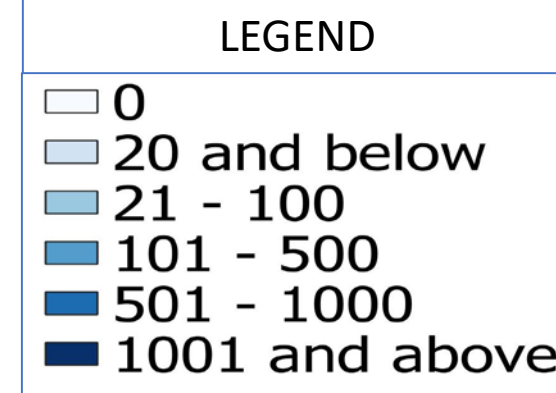 LEGEND
0
20 and below
21 - 100
101 - 500
501 - 1000
1001 and above